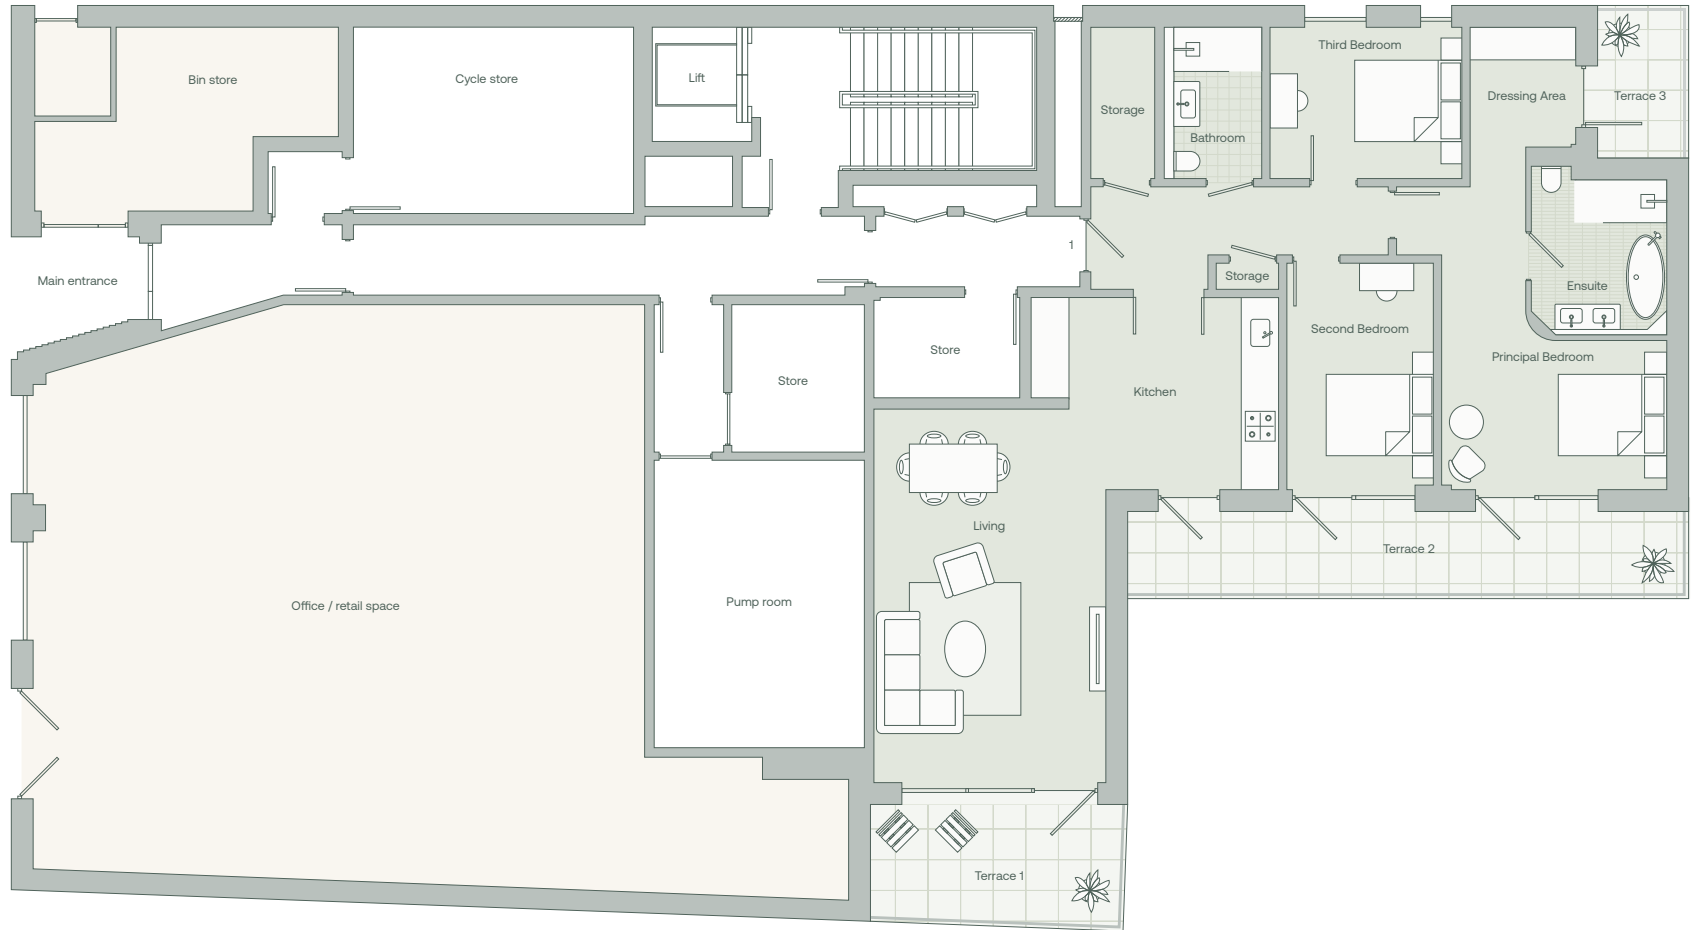 Bin store
Cycle store
Lift
Storage
Bathroom
Third Bedroom
Dressing Area
Terrace 3
Main entrance
1
Storage
Ensuite
Store
Store
Kitchen
Second Bedroom
Principal Bedroom
Living
Terrace 2
Office / retail space
Pump room
Terrace 1